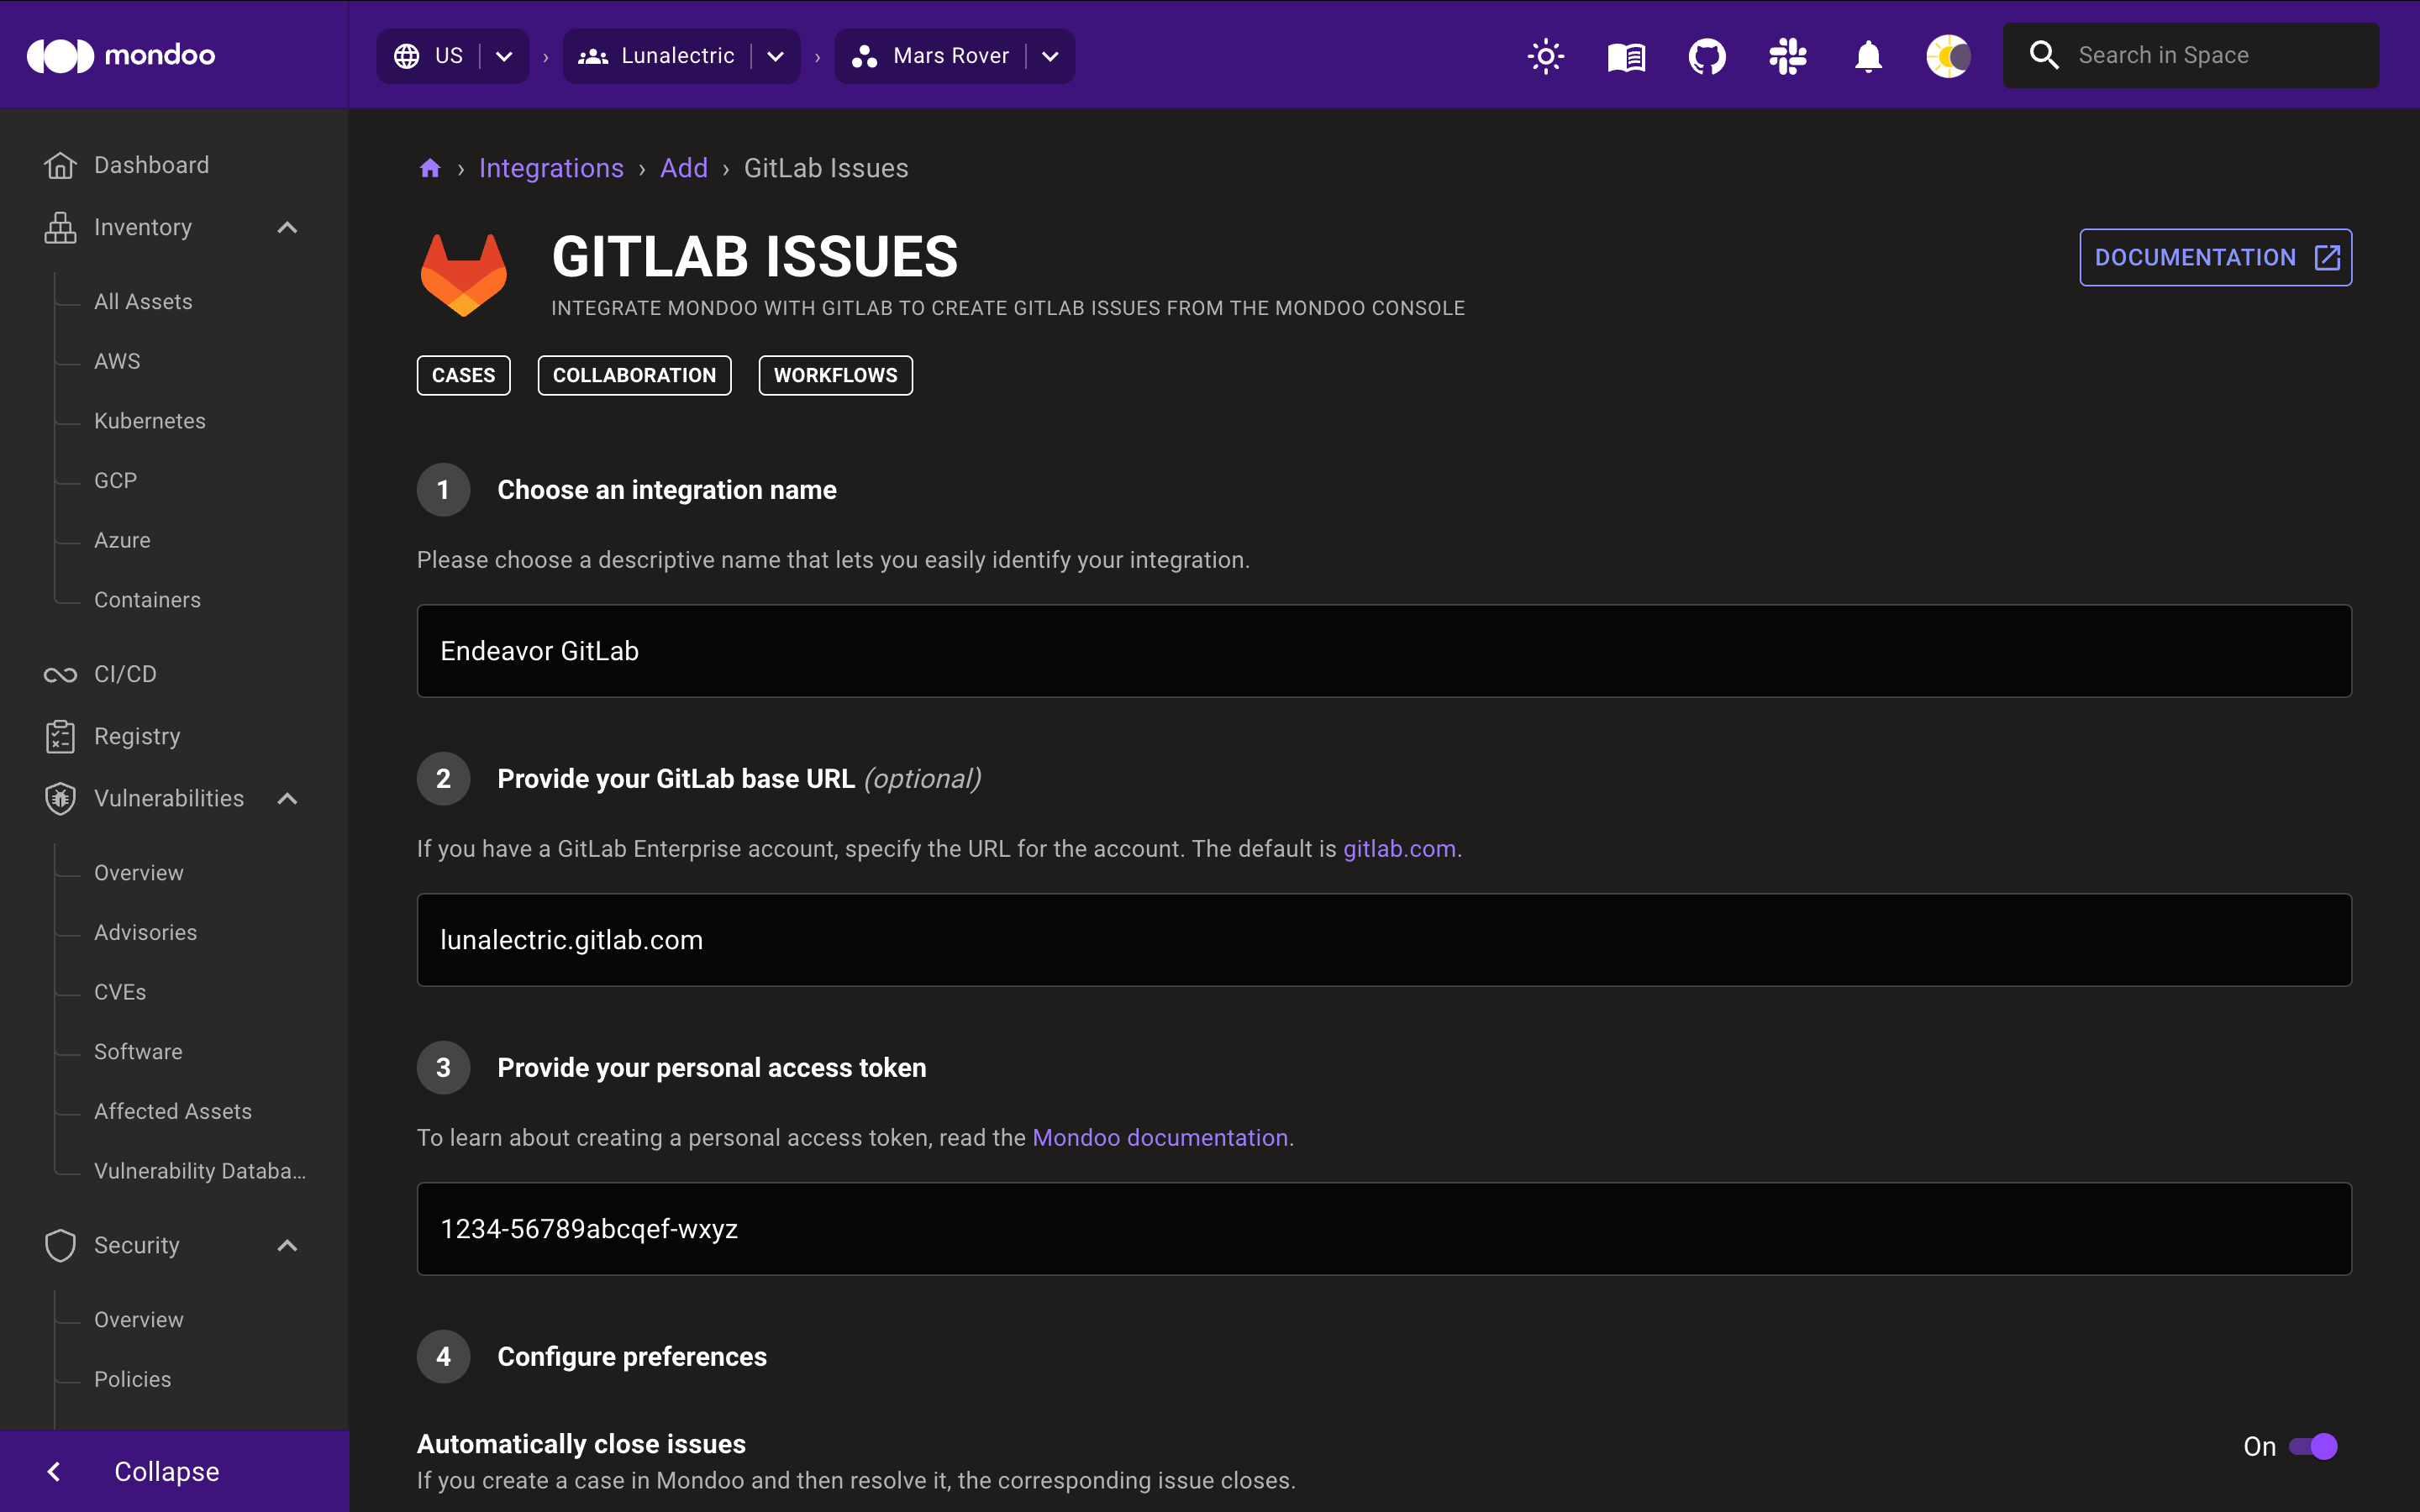 mondoo
US
Lunalectric
›
Mars Rover
Search in Space
Dashboard
Inventory
All Assets
AWS
Kubernetes
GCP
Azure
Containers
CI/CD
Registry
Vulnerabilities
Overview
Advisories
CVEs
Software
Affected Assets
Vulnerability Databa...
Security
Overview
Policies
Collapse
› Integrations › Add › GitLab Issues
GITLAB ISSUES
INTEGRATE MONDOO WITH GITLAB TO CREATE GITLAB ISSUES FROM THE MONDOO CONSOLE
DOCUMENTATION
CASES
COLLABORATION
WORKFLOWS
1 Choose an integration name
Please choose a descriptive name that lets you easily identify your integration.
Endeavor GitLab
2 Provide your GitLab base URL (optional)
If you have a GitLab Enterprise account, specify the URL for the account. The default is gitlab.com.
lunalectric.gitlab.com
3 Provide your personal access token
To learn about creating a personal access token, read the Mondoo documentation.
1234-56789abcqef-wxyz
4 Configure preferences
Automatically close issues
On
If you create a case in Mondoo and then resolve it, the corresponding issue closes.